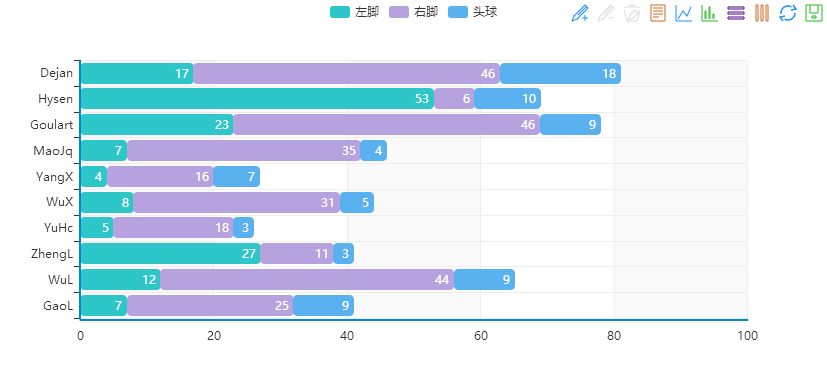 左脚 右脚 头球
Dejan 17 46 18
Hysen 53 6 10
Goulart 23 46 9
MaoJq 7 35 4
YangX 4 16 7
WuX 8 31 5
YuHc 5 18 3
ZhengL 27 11 3
WuL 12 44 9
GaoL 7 25 9
0 20 40 60 80 100